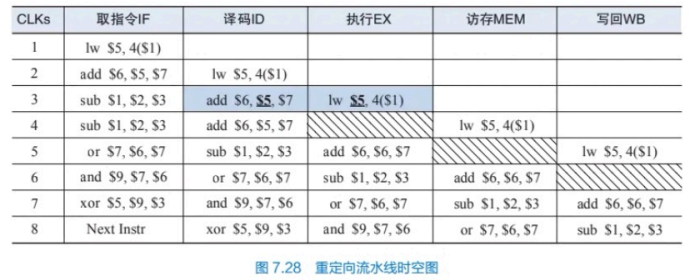 CLKs 取指令IF 译码ID 执行EX 访存MEM 写回WB
1 lw $5, 4($1)
2 add $6, $5, $7 lw $5, 4($1)
3 sub $1, $2, $3 add $6, $5, $7 lw $5, 4($1)
4 sub $1, $2, $3 add $6, $5, $7 lw $5, 4($1)
5 or $7, $6, $7 sub $1, $2, $3 add $6, $6, $7 lw $5, 4($1)
6 and $9, $7, $6 or $7, $6, $7 sub $1, $2, $3 add $6, $6, $7
7 xor $5, $9, $3 and $9, $7, $6 or $7, $6, $7 sub $1, $2, $3 add $6, $6, $7
8 Next Instr xor $5, $9, $3 and $9, $7, $6 or $7, $6, $7 sub $1, $2, $3
图 7.28 重定向流水线时空图